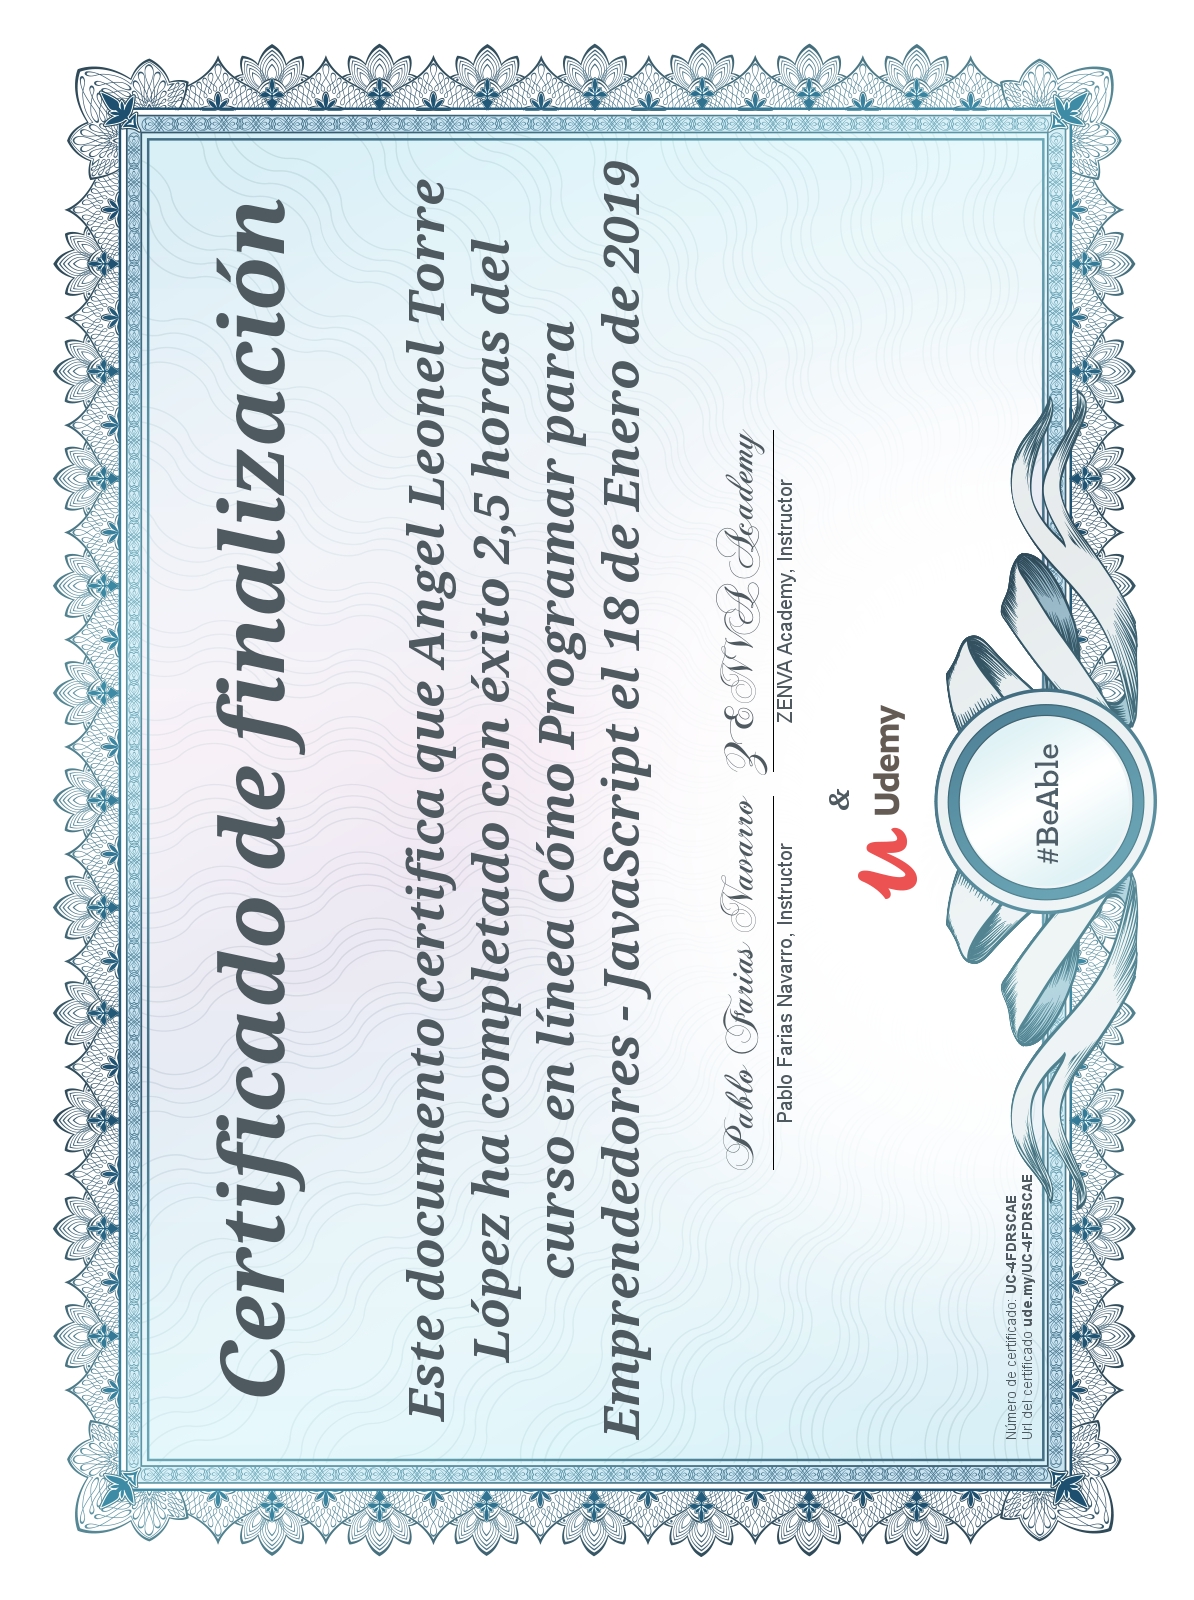 Certificado de finalización
Este documento certifica que Angel Leonel Torre
López ha completado con éxito 2,5 horas del
curso en línea Cómo Programar para
Emprendedores - JavaScript el 18 de Enero de 2019
Pablo Farias Navarro
ZENVA Academy
Pablo Farias Navarro, Instructor
ZENVA Academy, Instructor
&
Udemy
#BeAble
Número de certificado: UC-4FDRSCAE
Url del certificado ude.my/UC-4FDRSCAE